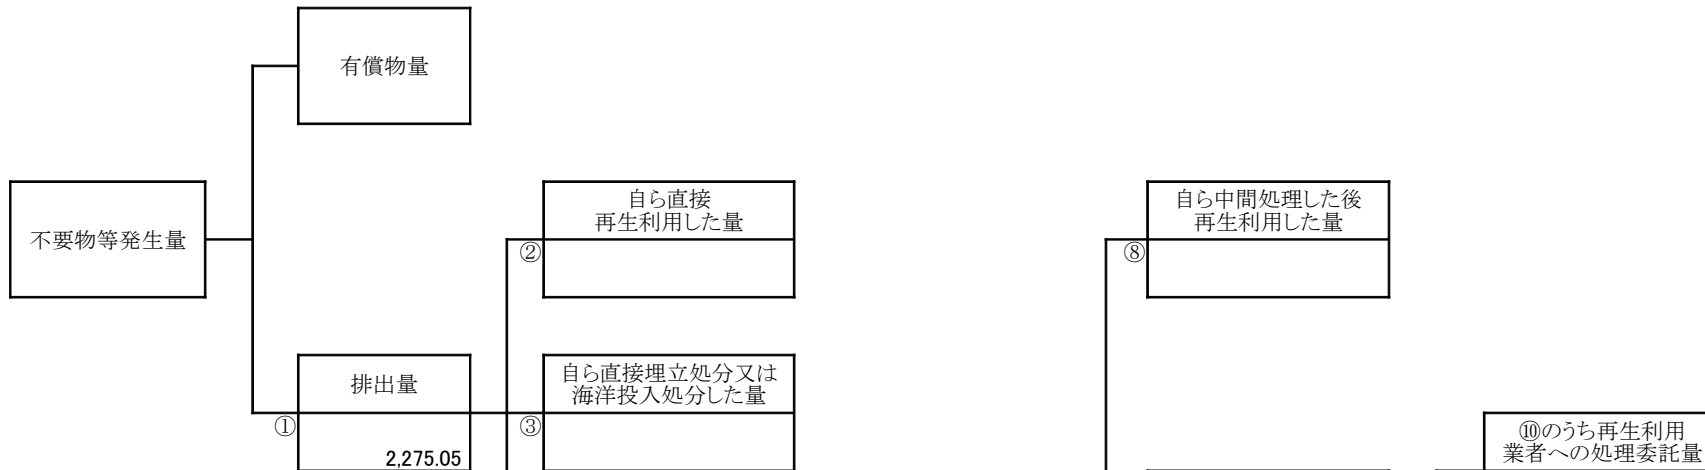 有償物量
不要物等発生量
自ら直接
再生利用した量
②
自ら中間処理した後
再生利用した量
⑧
排出量
①
2,275.05
自ら直接埋立処分又は
海洋投入処分した量
③
⑩のうち再生利用
業者への処理委託量